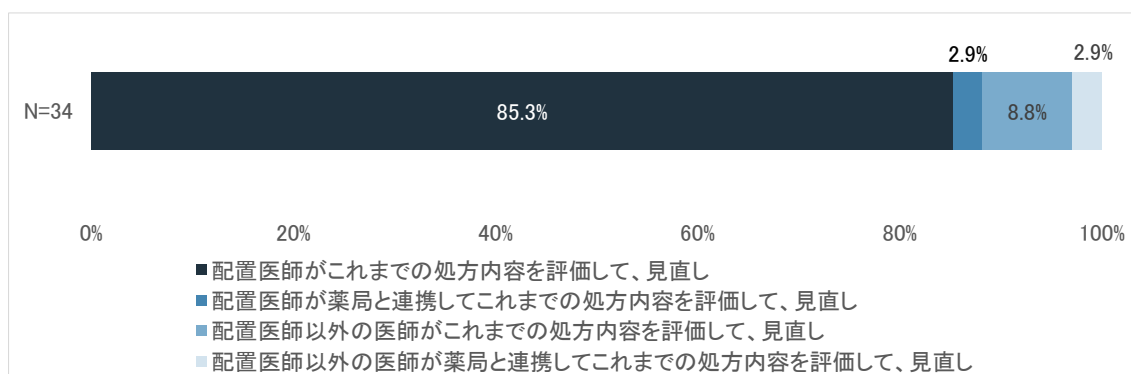 2.9% 2.9%
N=34 85.3% 8.8%
0% 20% 40% 60% 80% 100%
配置医師がこれまでの処方内容を評価して、見直し
配置医師が薬局と連携してこれまでの処方内容を評価して、見直し
配置医師以外の医師がこれまでの処方内容を評価して、見直し
配置医師以外の医師が薬局と連携してこれまでの処方内容を評価して、見直し